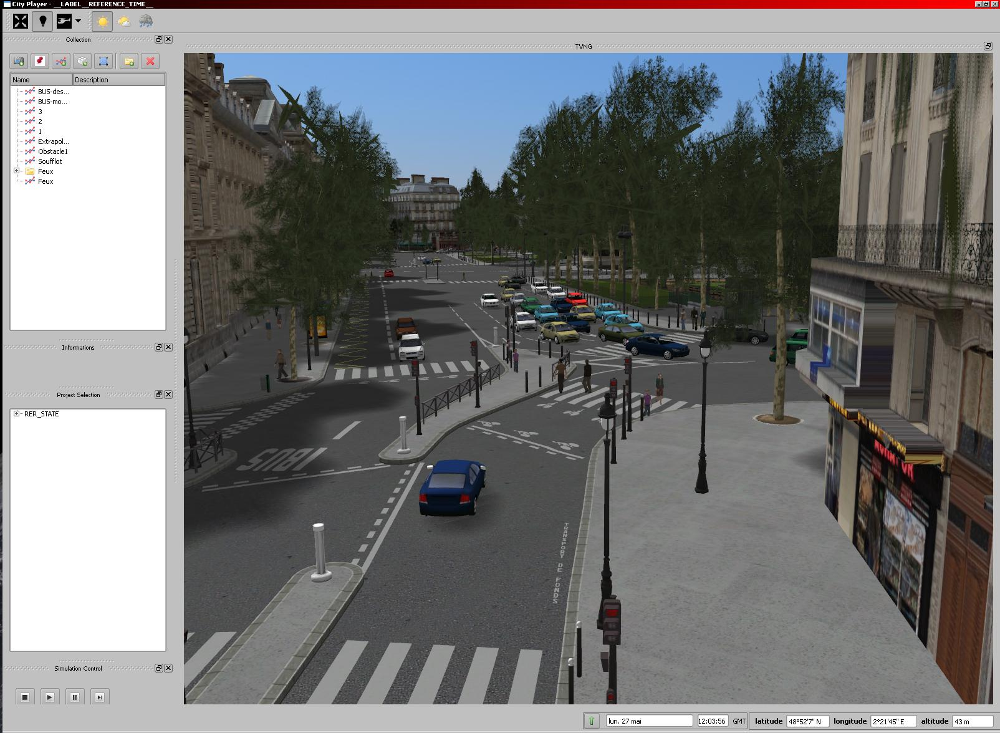 City Player - __LABEL__REFERENCE_TIME__
Collection
TVNG
Name Description
BUS-des...
BUS-mo...
3
2
1
Extrapol...
Obstacle1
Soufflot
Feux
Feux
Informations
Project Selection
RER_STATE
Simulation Control
BUS
TRANSPORT DE FONDS
lun. 27 mai 12:03:56 GMT latitude 48°52'7" N longitude 2°21'45" E altitude 43 m